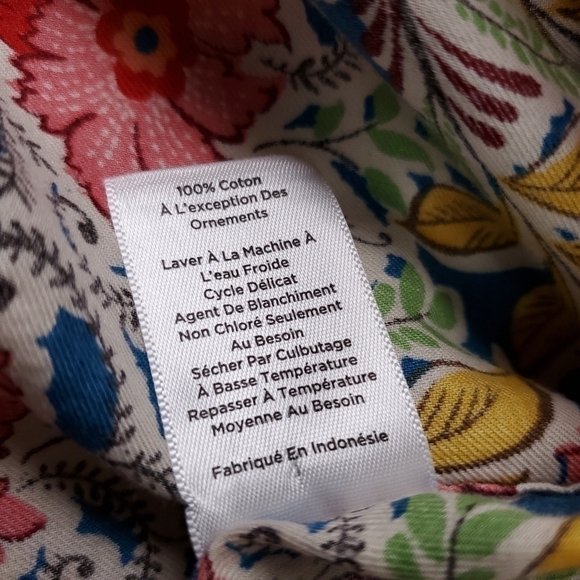 100% Coton
À L'exception Des
Ornements
Laver À La Machine À
L'eau Froide
Cycle Délicat
Agent De Blanchiment
Non Chloré Seulement
Au Besoin
Sécher Par Culbutage
À Basse Température
Repasser À Température
Moyenne Au Besoin
Fabriqué En Indonésie